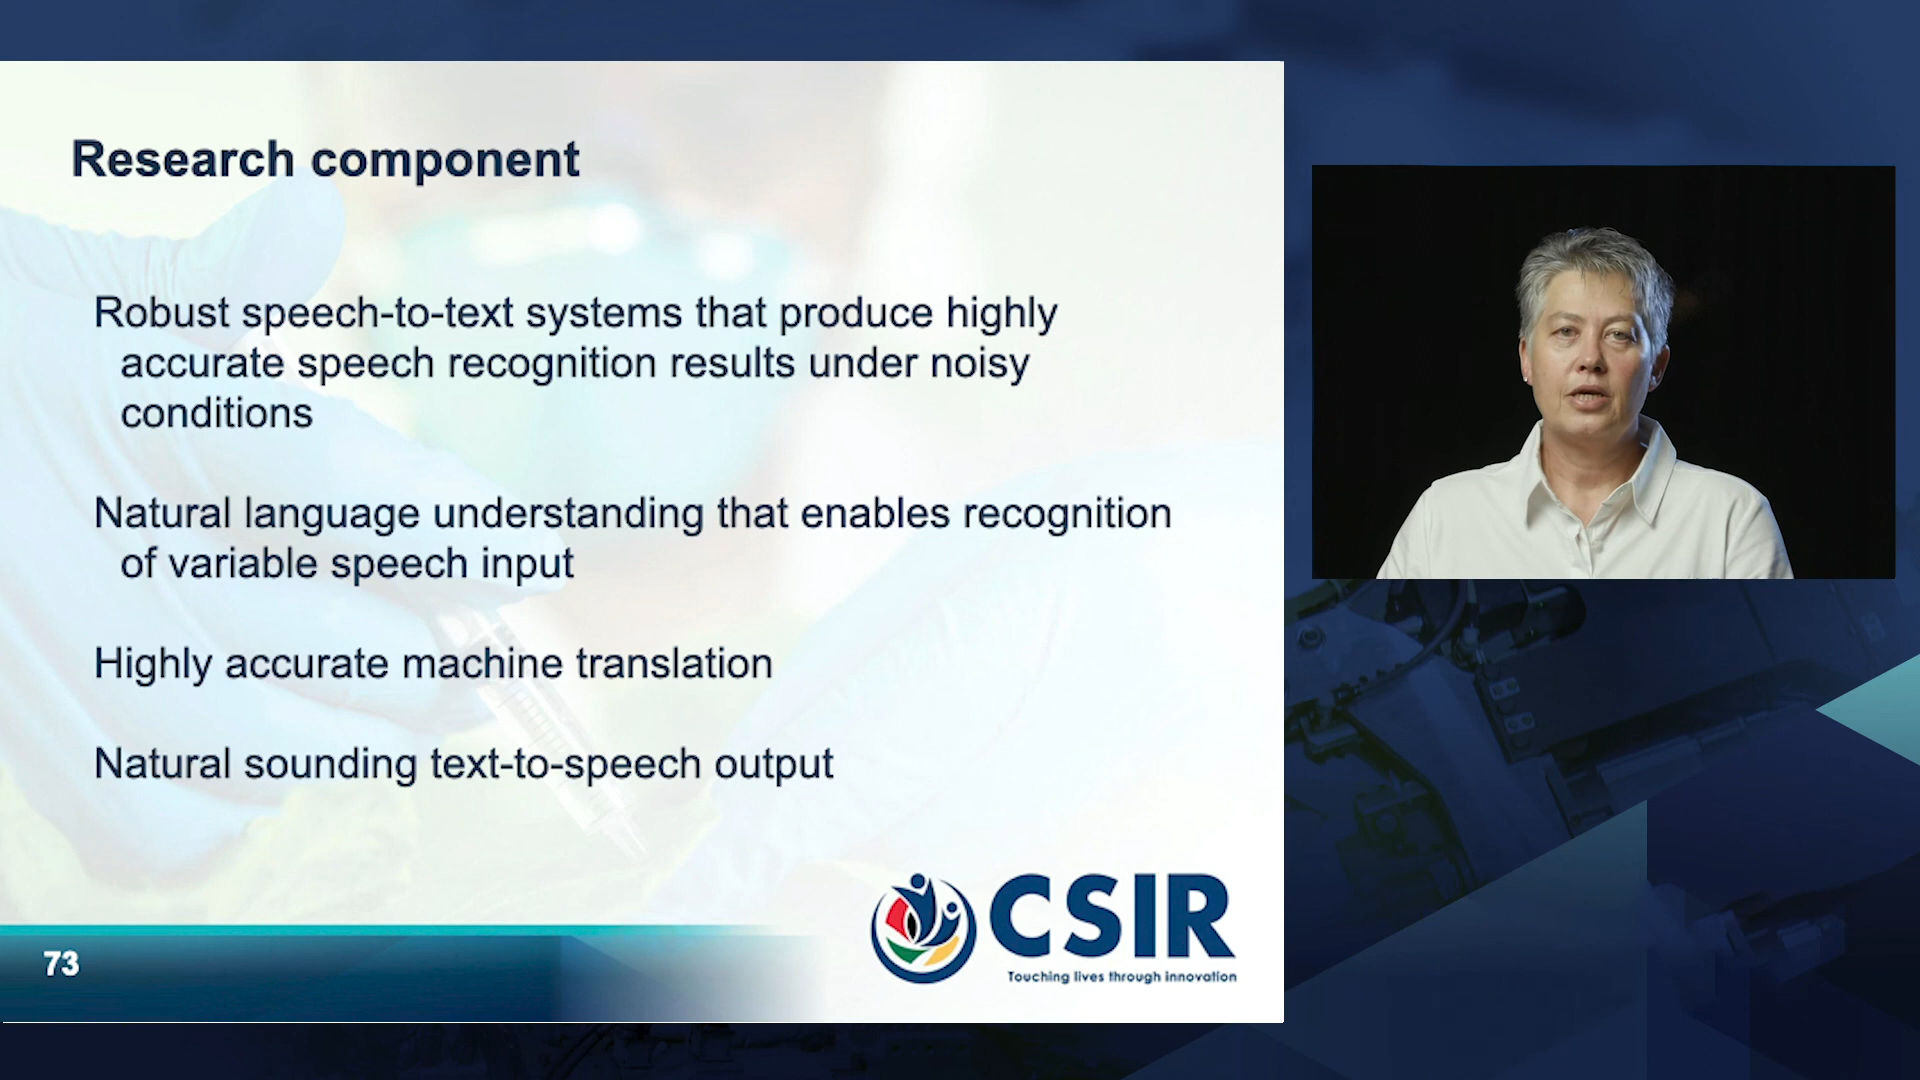 Research component
Robust speech-to-text systems that produce highly
accurate speech recognition results under noisy
conditions
Natural language understanding that enables recognition
of variable speech input
Highly accurate machine translation
Natural sounding text-to-speech output
CSIR
Touching lives through innovation
73